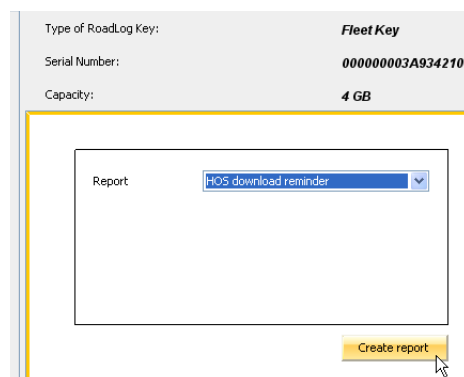 Type of RoadLog Key: Fleet Key
Serial Number: 000000003A934210
Capacity: 4 GB
Report HOS download reminder
Create report